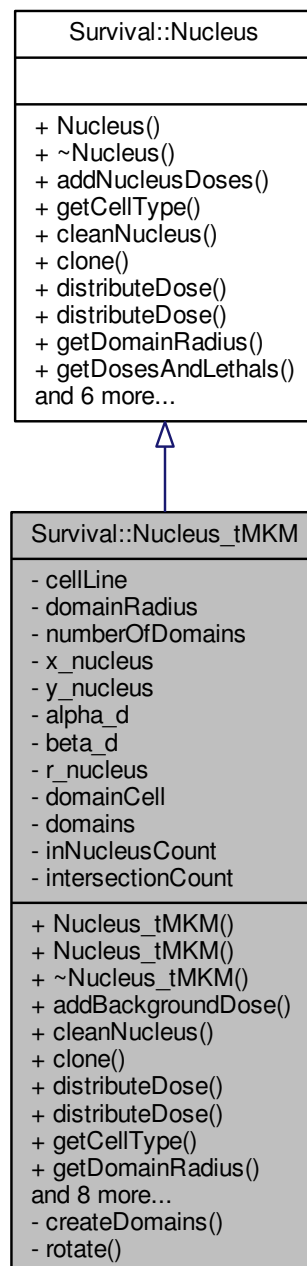 Survival::Nucleus
+ Nucleus()
+ ~Nucleus()
+ addNucleusDoses()
+ getCellType()
+ cleanNucleus()
+ clone()
+ distributeDose()
+ distributeDose()
+ getDomainRadius()
+ getDosesAndLethals()
and 6 more...
Survival::Nucleus_tMKM
- cellLine
- domainRadius
- numberOfDomains
- x_nucleus
- y_nucleus
- alpha_d
- beta_d
- r_nucleus
- domainCell
- domains
- inNucleusCount
- intersectionCount
+ Nucleus_tMKM()
+ Nucleus_tMKM()
+ ~Nucleus_tMKM()
+ addBackgroundDose()
+ cleanNucleus()
+ clone()
+ distributeDose()
+ distributeDose()
+ getCellType()
+ getDomainRadius()
and 8 more...
- createDomains()
- rotate()